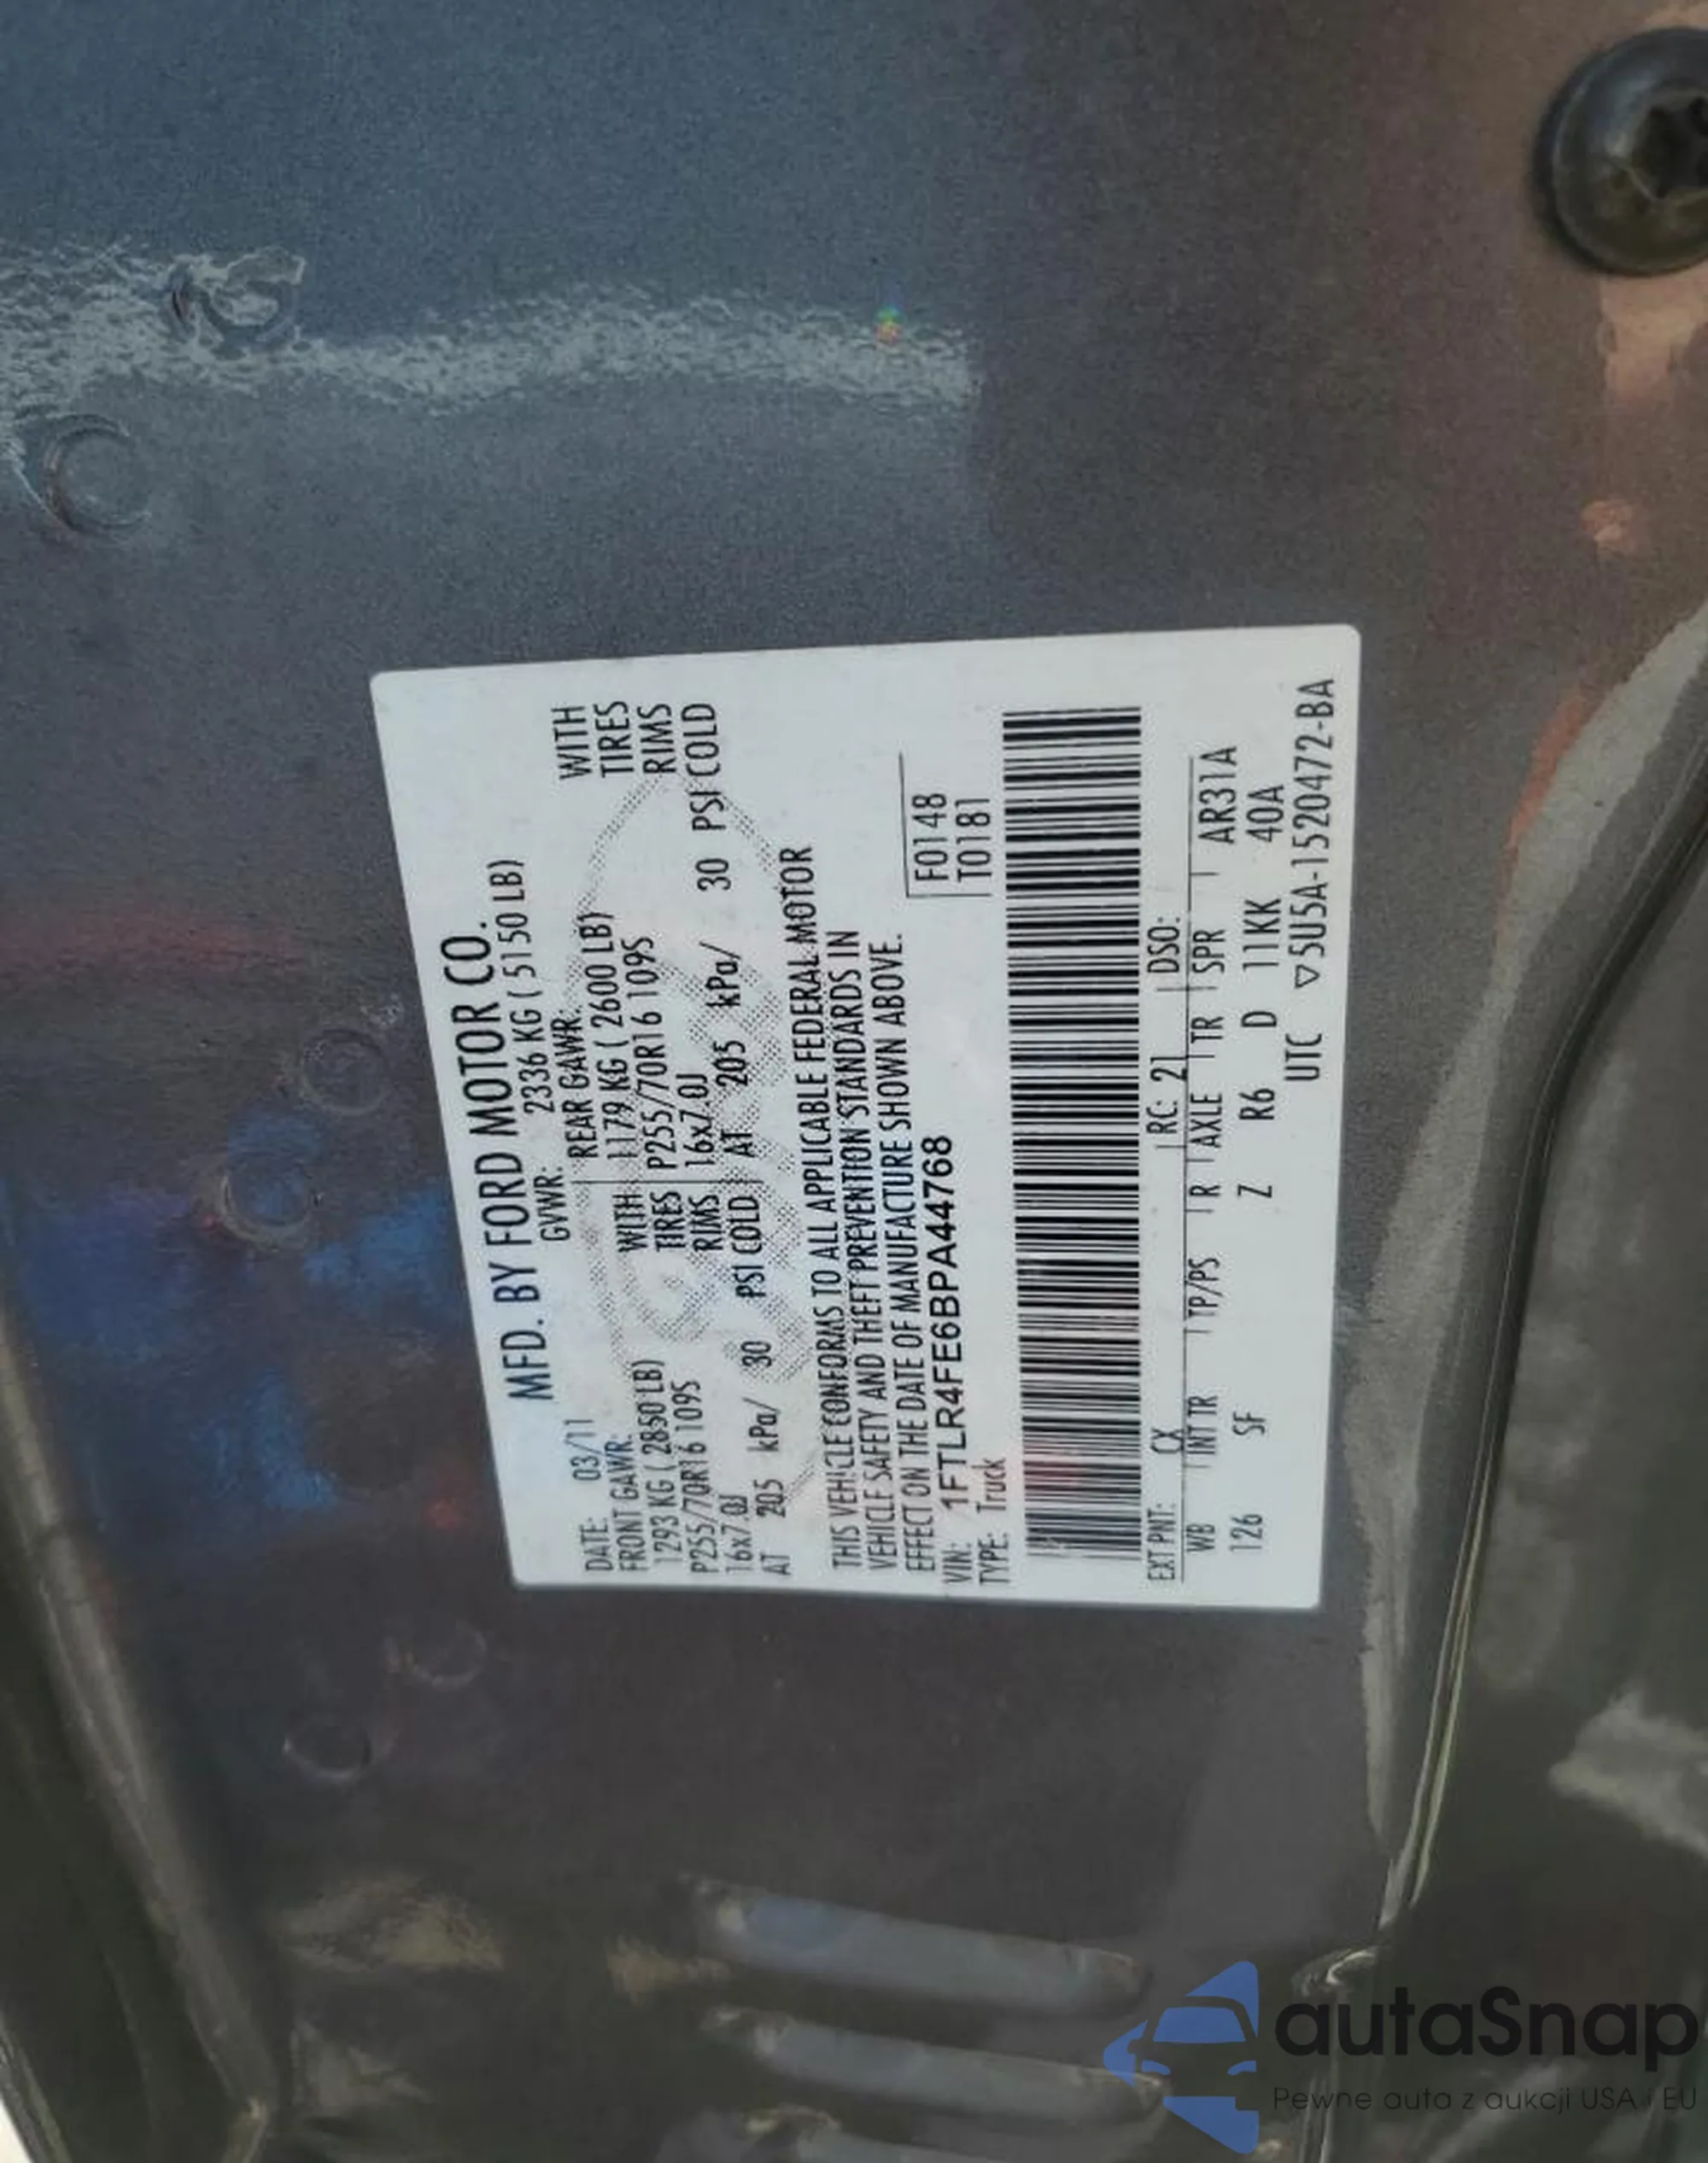 MFD. BY FORD MOTOR CO.
DATE: 03/11 GVWR: 2336 KG ( 5150 LB)
FRONT GAWR: REAR GAWR:
1293 KG ( 2850 LB) WITH 1179 KG ( 2600 LB) WITH
P255/70R16 109S TIRES P255/70R16 109S TIRES
16x7.0J RIMS 16x7.0J RIMS
AT 205 kPa/ 30 PSI COLD AT 205 kPa/ 30 PSI COLD
THIS VEHICLE CONFORMS TO ALL APPLICABLE FEDERAL MOTOR
VEHICLE SAFETY AND THEFT PREVENTION STANDARDS IN
EFFECT ON THE DATE OF MANUFACTURE SHOWN ABOVE.
VIN: 1FTLR4FE6BPA44768 F0148
TYPE: Truck T0181
EXT PNT: CX RC: 21 DSO:
WB INT TR TP/PS R AXLE TR SPR AR31A
126 SF Z R6 D 11KK 40A
UTC ▽5U5A-1520472-BA
autaSnap
Pewne auta z aukcji USA i EU